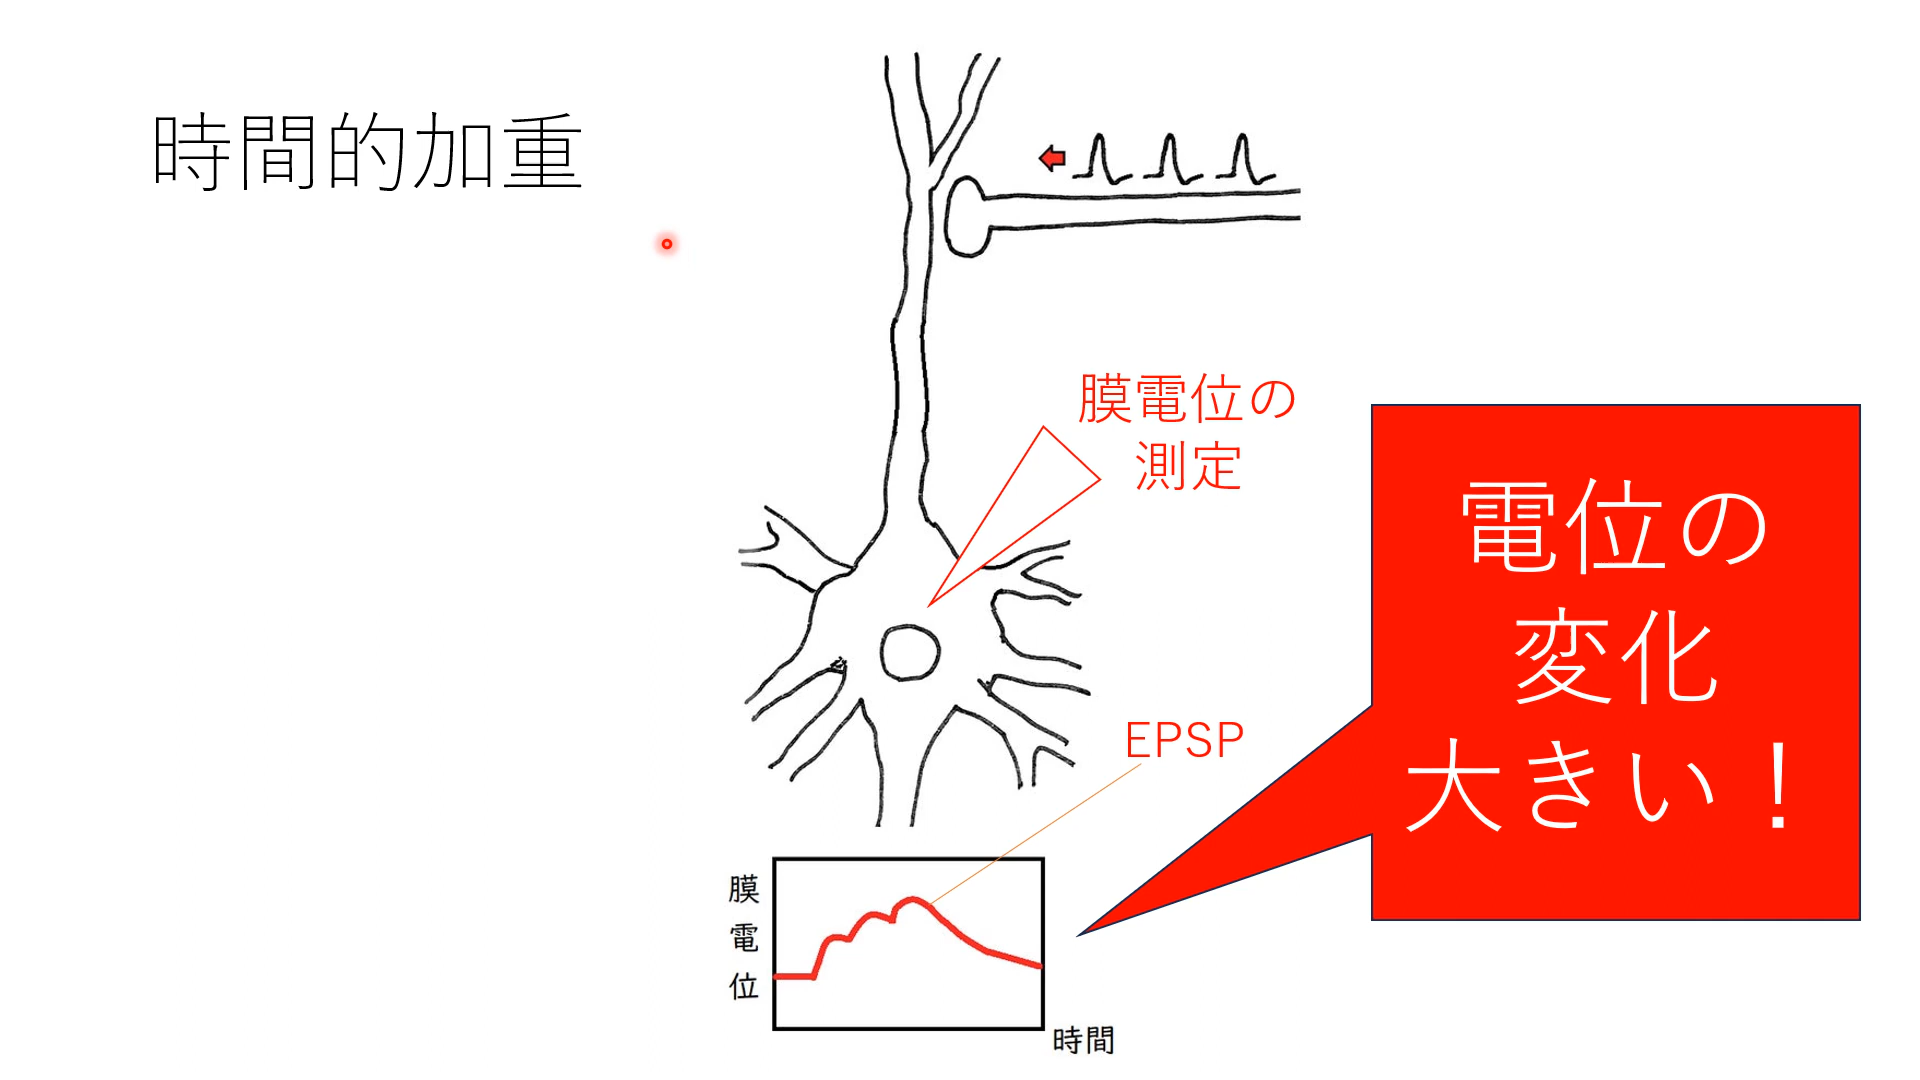 時間的加重
膜電位の
測定
電位の
変化
大きい！
EPSP
膜
電
位
時間